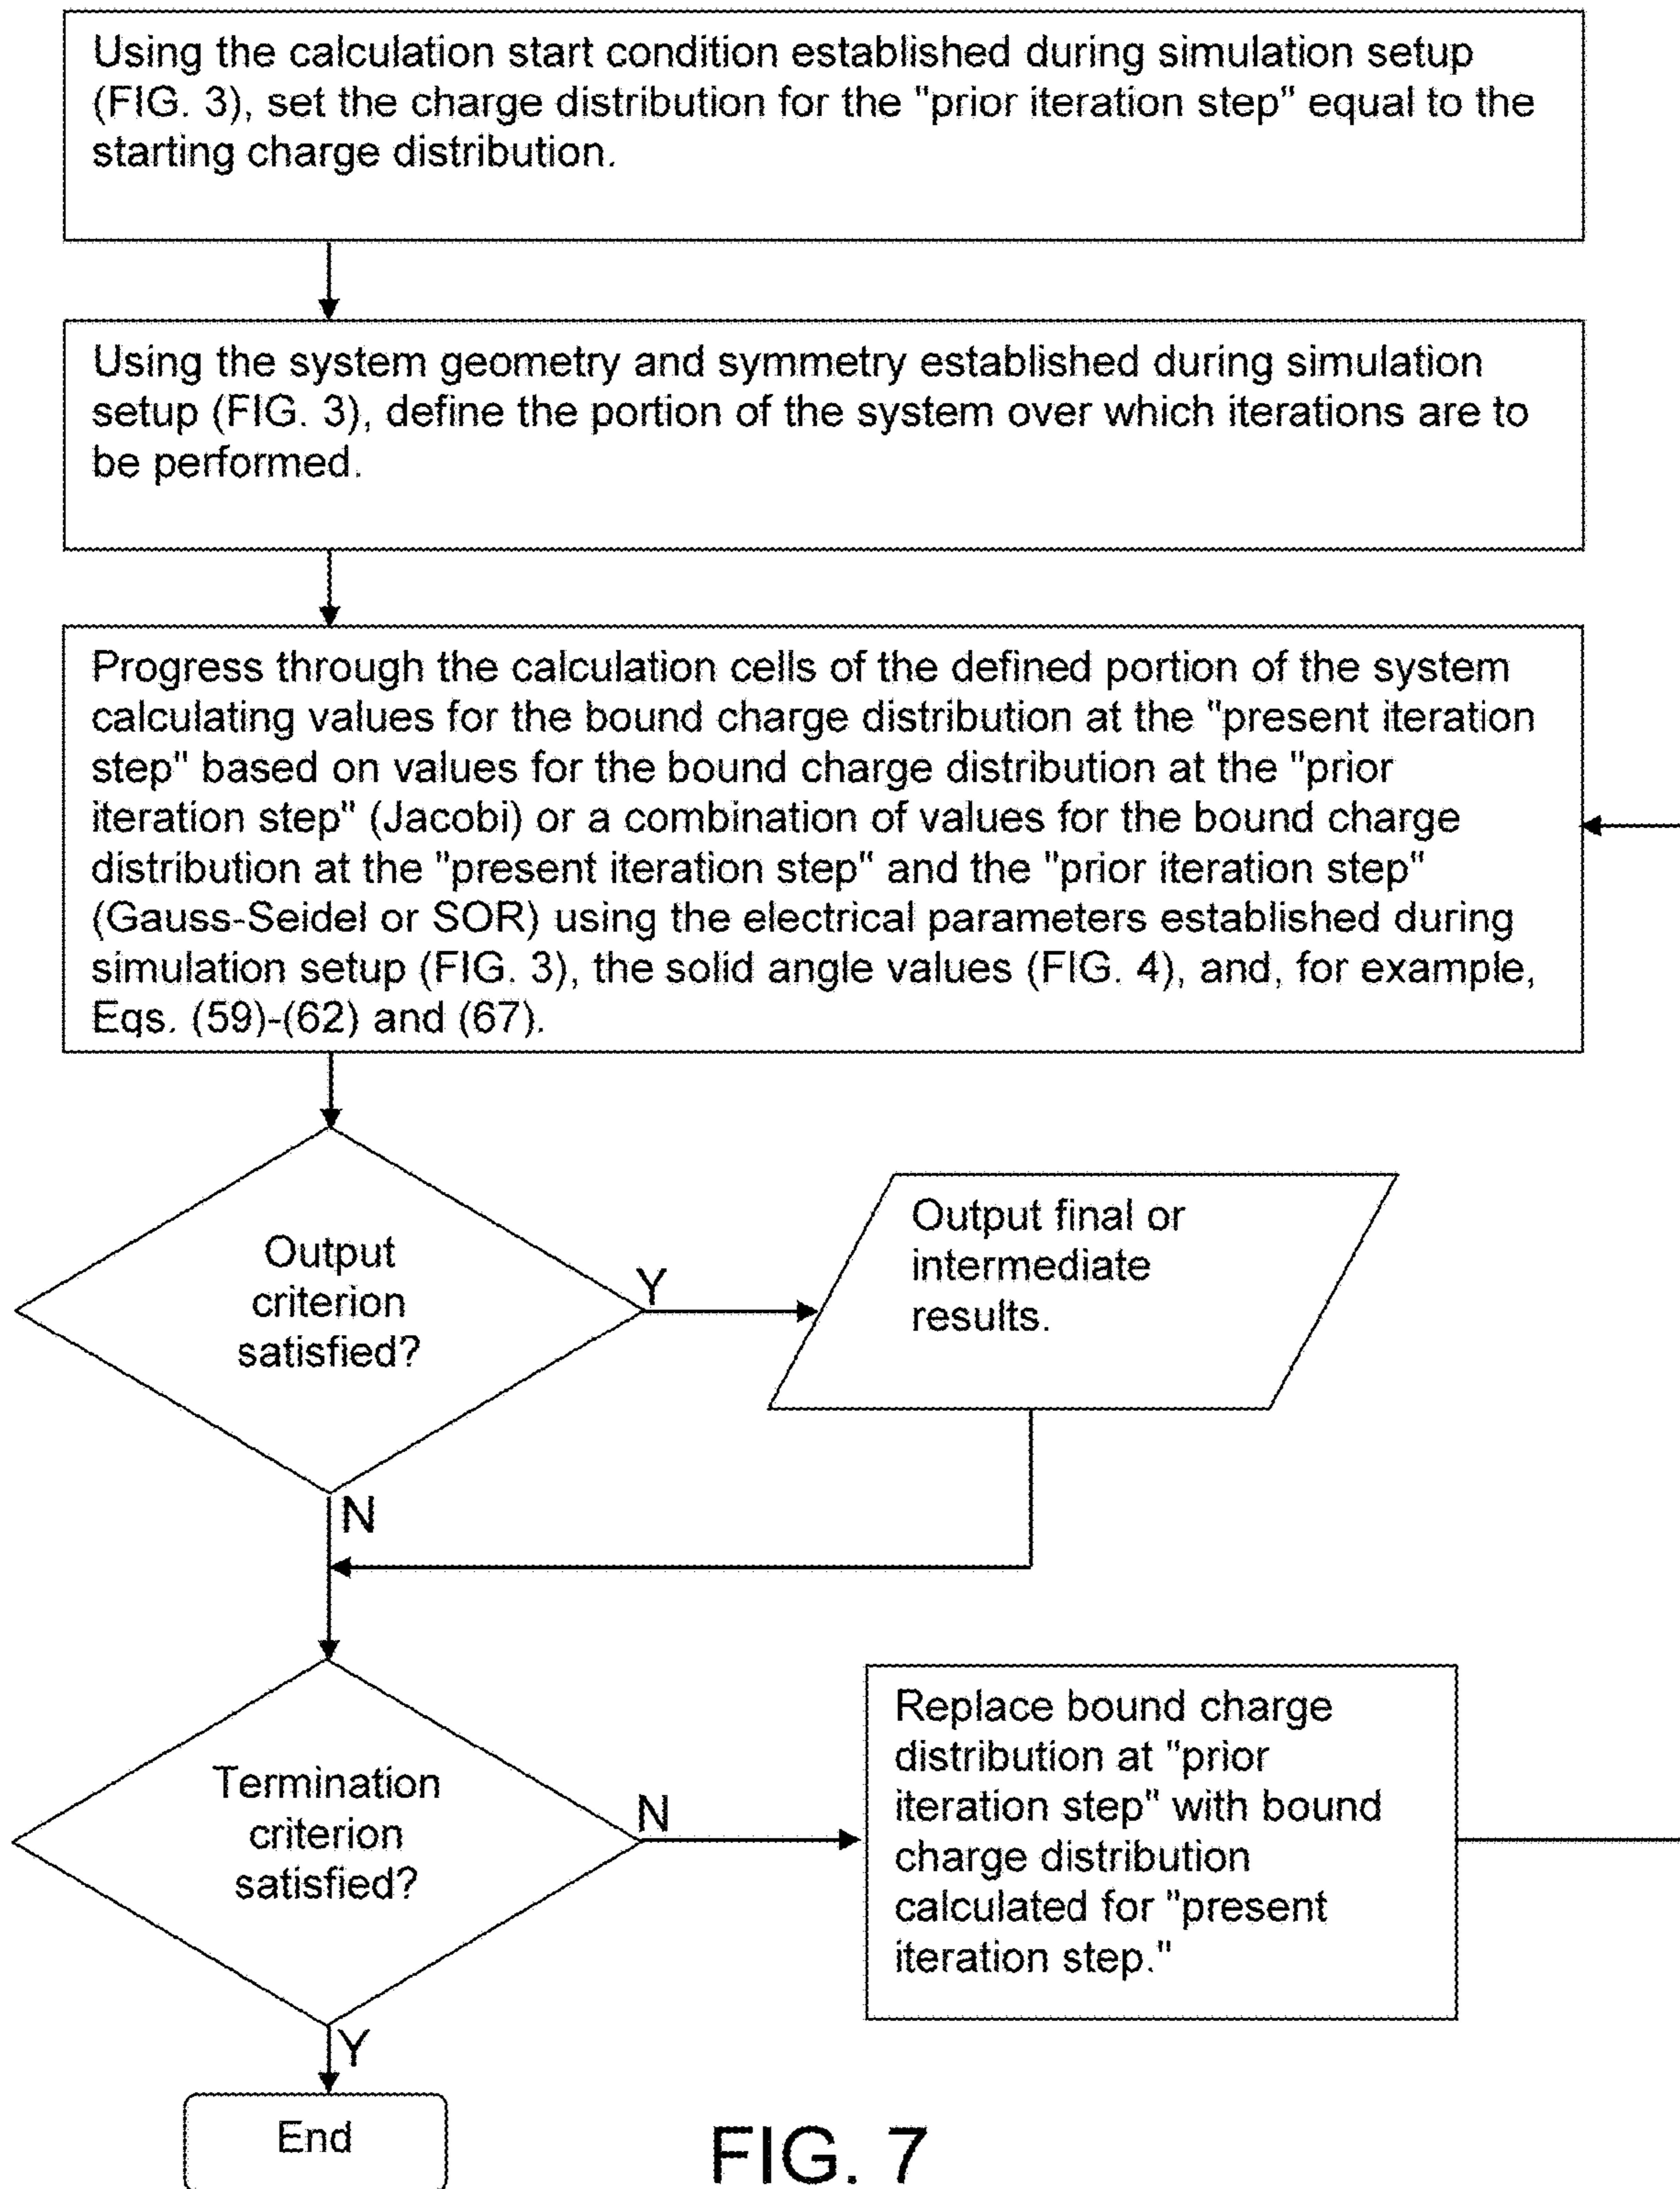 Using the calculation start condition established during simulation setup
(FIG. 3), set the charge distribution for the "prior iteration step" equal to the
starting charge distribution.
Using the system geometry and symmetry established during simulation
setup (FIG. 3), define the portion of the system over which iterations are to
be performed.
Progress through the calculation cells of the defined portion of the system
calculating values for the bound charge distribution at the "present iteration
step" based on values for the bound charge distribution at the "prior
iteration step" (Jacobi) or a combination of values for the bound charge
distribution at the "present iteration step" and the "prior iteration step"
(Gauss-Seidel or SOR) using the electrical parameters established during
simulation setup (FIG. 3), the solid angle values (FIG. 4), and, for example,
Eqs. (59)-(62) and (67).
Output
criterion
satisfied?
Y
Output final or
intermediate
results.
N
Termination
criterion
satisfied?
N
Replace bound charge
distribution at "prior
iteration step" with bound
charge distribution
calculated for "present
iteration step."
Y
End
FIG. 7